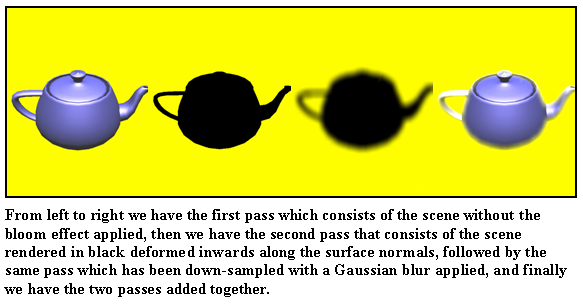 From left to right we have the first pass which consists of the scene without the
bloom effect applied, then we have the second pass that consists of the scene
rendered in black deformed inwards along the surface normals, followed by the
same pass which has been down-sampled with a Gaussian blur applied, and finally
we have the two passes added together.